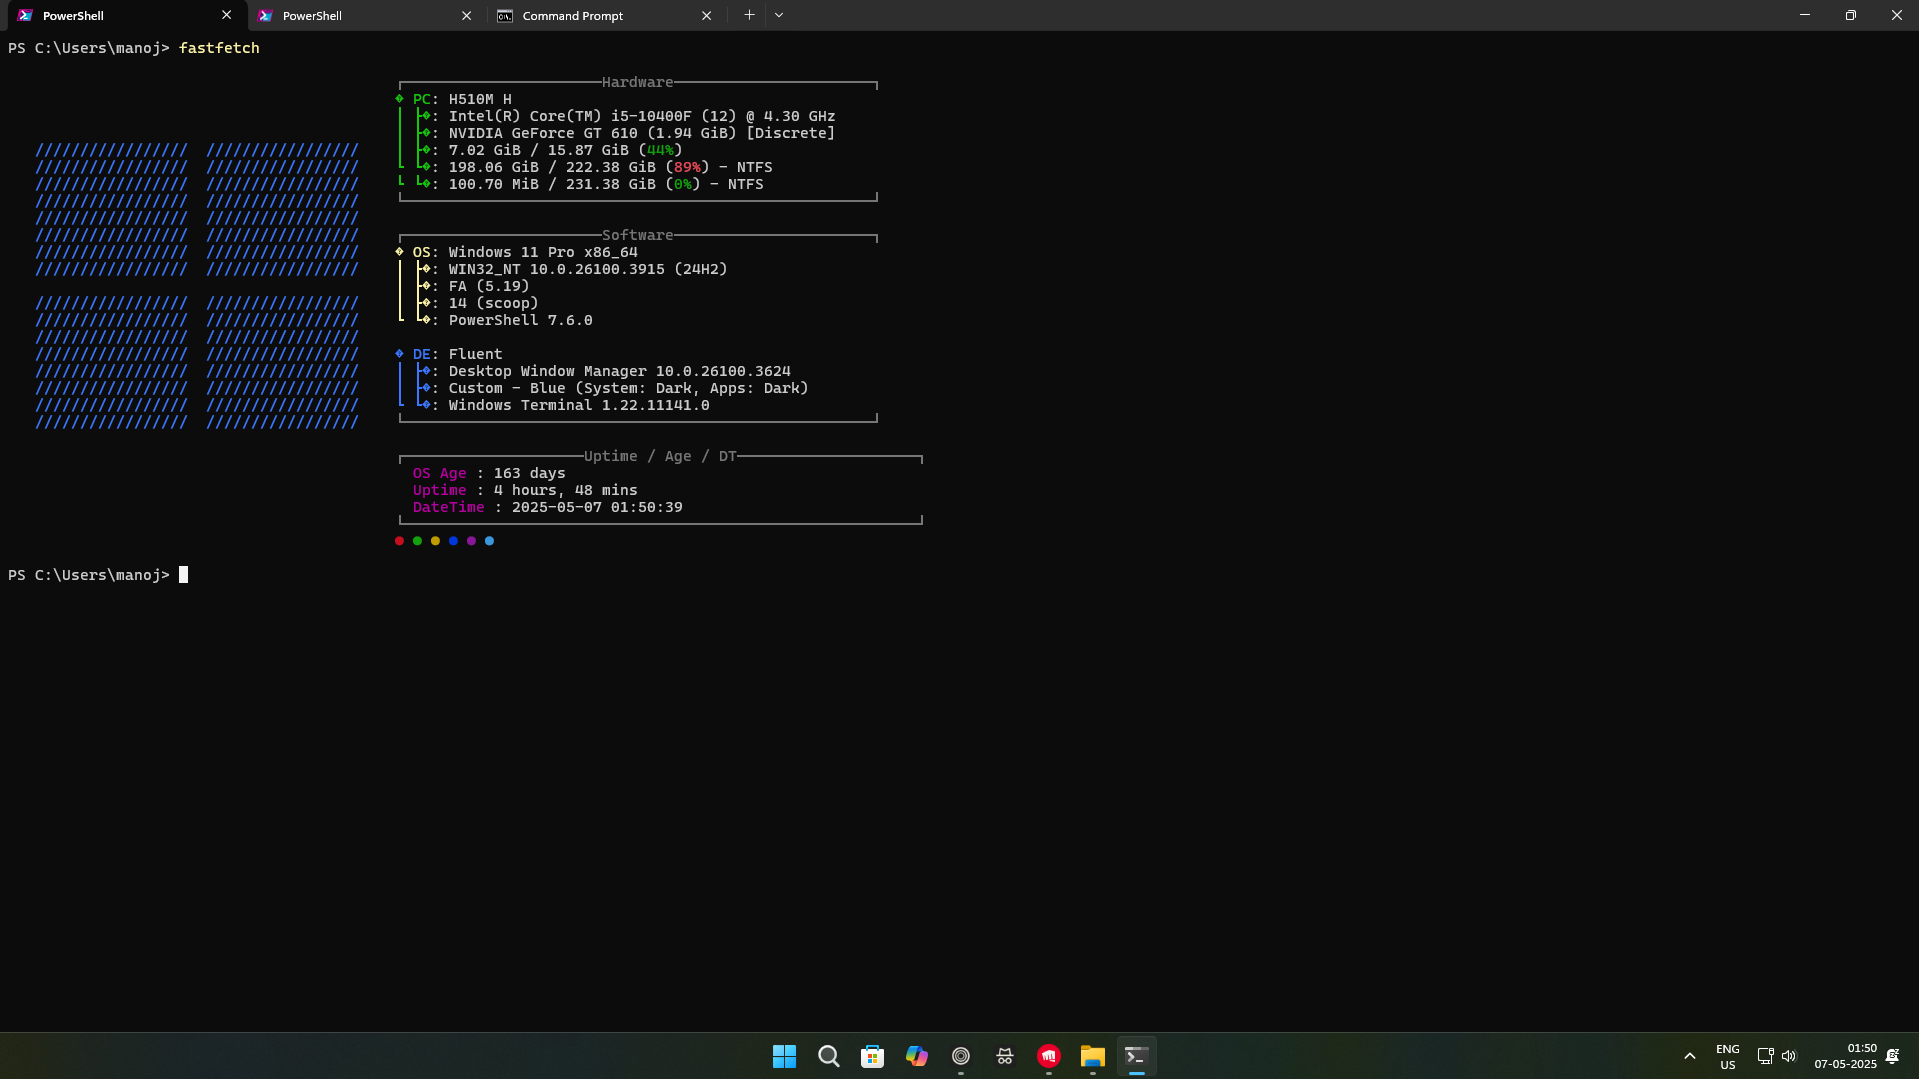 PowerShell
PowerShell
Command Prompt
PS C:\Users\manoj> fastfetch
Hardware
PC: H510M H
: Intel(R) Core(TM) i5-10400F (12) @ 4.30 GHz
: NVIDIA GeForce GT 610 (1.94 GiB) [Discrete]
: 7.02 GiB / 15.87 GiB (44%)
: 198.06 GiB / 222.38 GiB (89%) - NTFS
: 100.70 MiB / 231.38 GiB (0%) - NTFS
Software
OS: Windows 11 Pro x86_64
: WIN32_NT 10.0.26100.3915 (24H2)
: FA (5.19)
: 14 (scoop)
: PowerShell 7.6.0
DE: Fluent
: Desktop Window Manager 10.0.26100.3624
: Custom - Blue (System: Dark, Apps: Dark)
: Windows Terminal 1.22.11141.0
Uptime / Age / DT
OS Age : 163 days
Uptime : 4 hours, 48 mins
DateTime : 2025-05-07 01:50:39
PS C:\Users\manoj>
ENG
US
01:50
07-05-2025